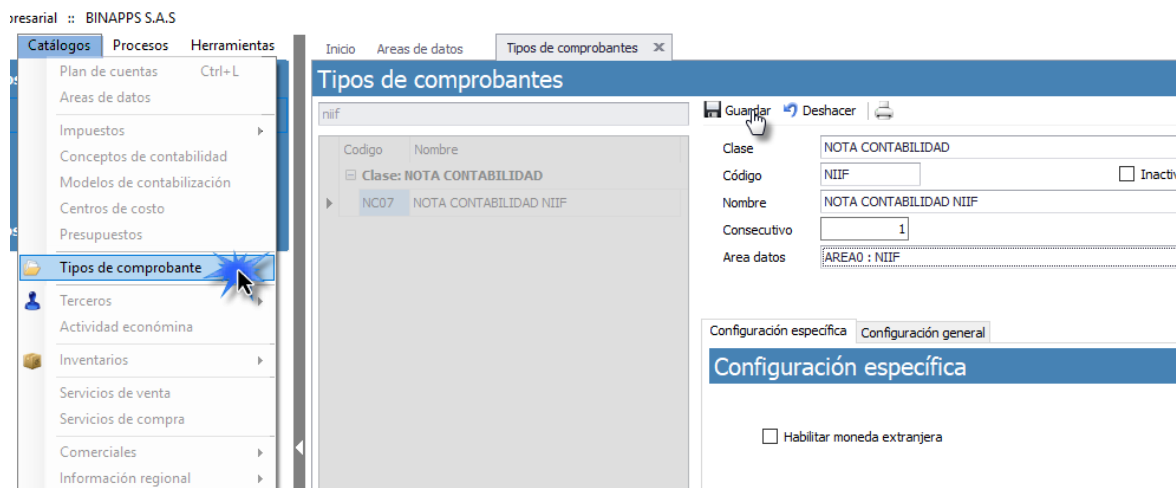 presarial :: BINAPPS S.A.S
Catálogos Procesos Herramientas
Plan de cuentas Ctrl+L
Areas de datos
Impuestos
Conceptos de contabilidad
Modelos de contabilización
Centros de costo
Presupuestos
Tipos de comprobante
Terceros
Actividad económina
Inventarios
Servicios de venta
Servicios de compra
Comerciales
Información regional
Inicio Areas de datos Tipos de comprobantes
Tipos de comprobantes
niif
Codigo Nombre
Clase: NOTA CONTABILIDAD
NC07 NOTA CONTABILIDAD NIIF
Guardar Deshacer
Clase NOTA CONTABILIDAD
Código NIIF Inactiv
Nombre NOTA CONTABILIDAD NIIF
Consecutivo 1
Area datos AREA0 : NIIF
Configuración específica Configuración general
Configuración específica
Habilitar moneda extranjera